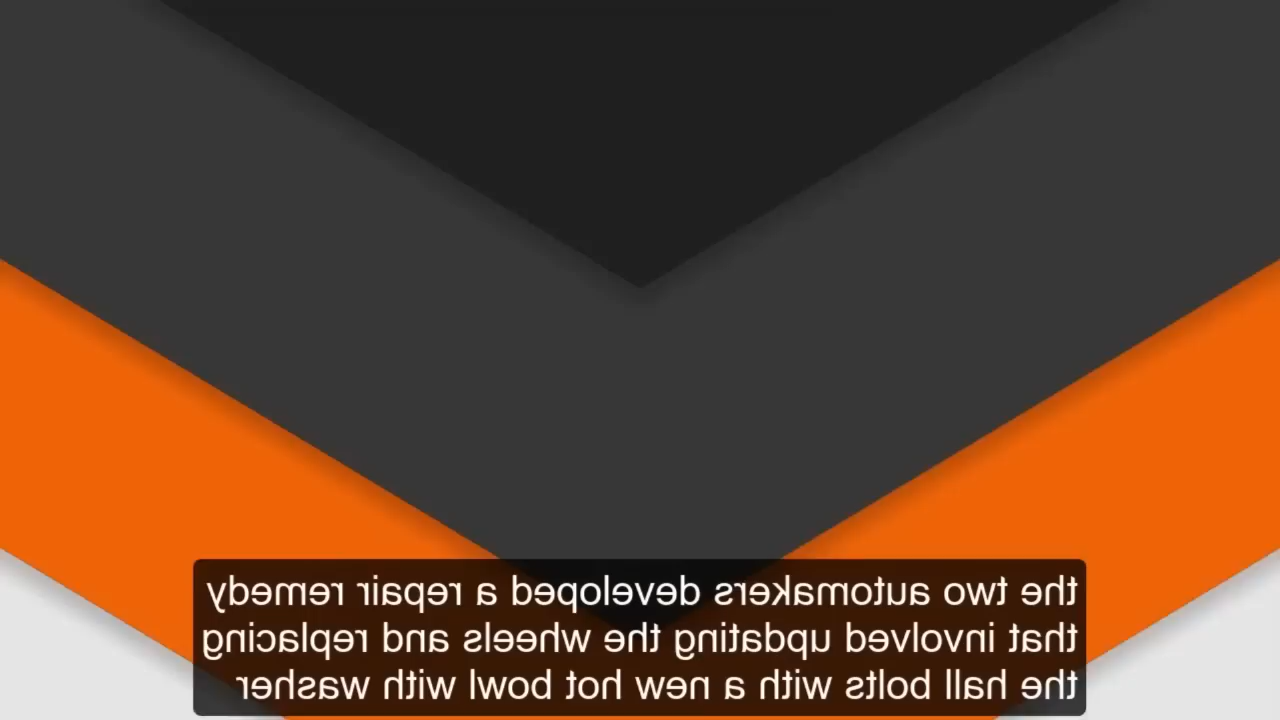 the two automakers developed a repair remedy
that involved updating the wheels and replacing
the hall bolts with a new hot bowl with washer